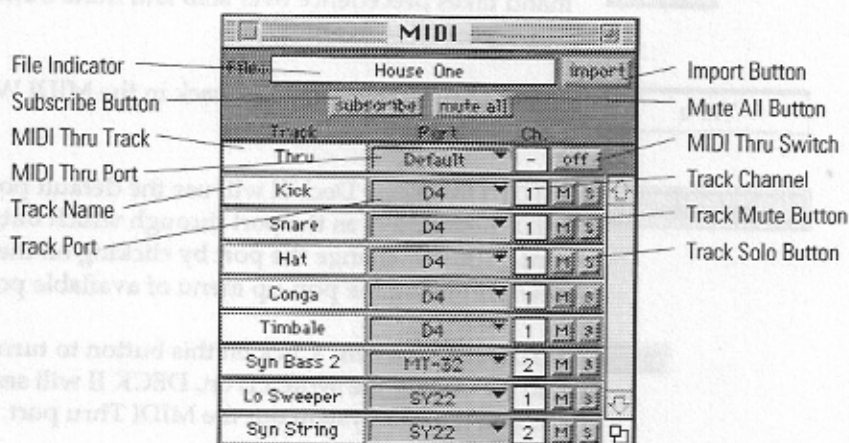 MIDI
File Indicator
File...
House One
import
Import Button
Subscribe Button
subscribe
mute all
Mute All Button
MIDI Thru Track
Track
Port
Ch.
MIDI Thru Switch
Thru
Default
-
off
MIDI Thru Port
Track Channel
Kick
D4
1
M
S
Track Name
Track Mute Button
Snare
D4
1
M
S
Track Port
Track Solo Button
Hat
D4
1
M
S
Conga
D4
1
M
S
Timbale
D4
1
M
S
Syn Bass 2
MT-32
2
M
S
Lo Sweeper
SY22
1
M
S
Syn String
SY22
2
M
S